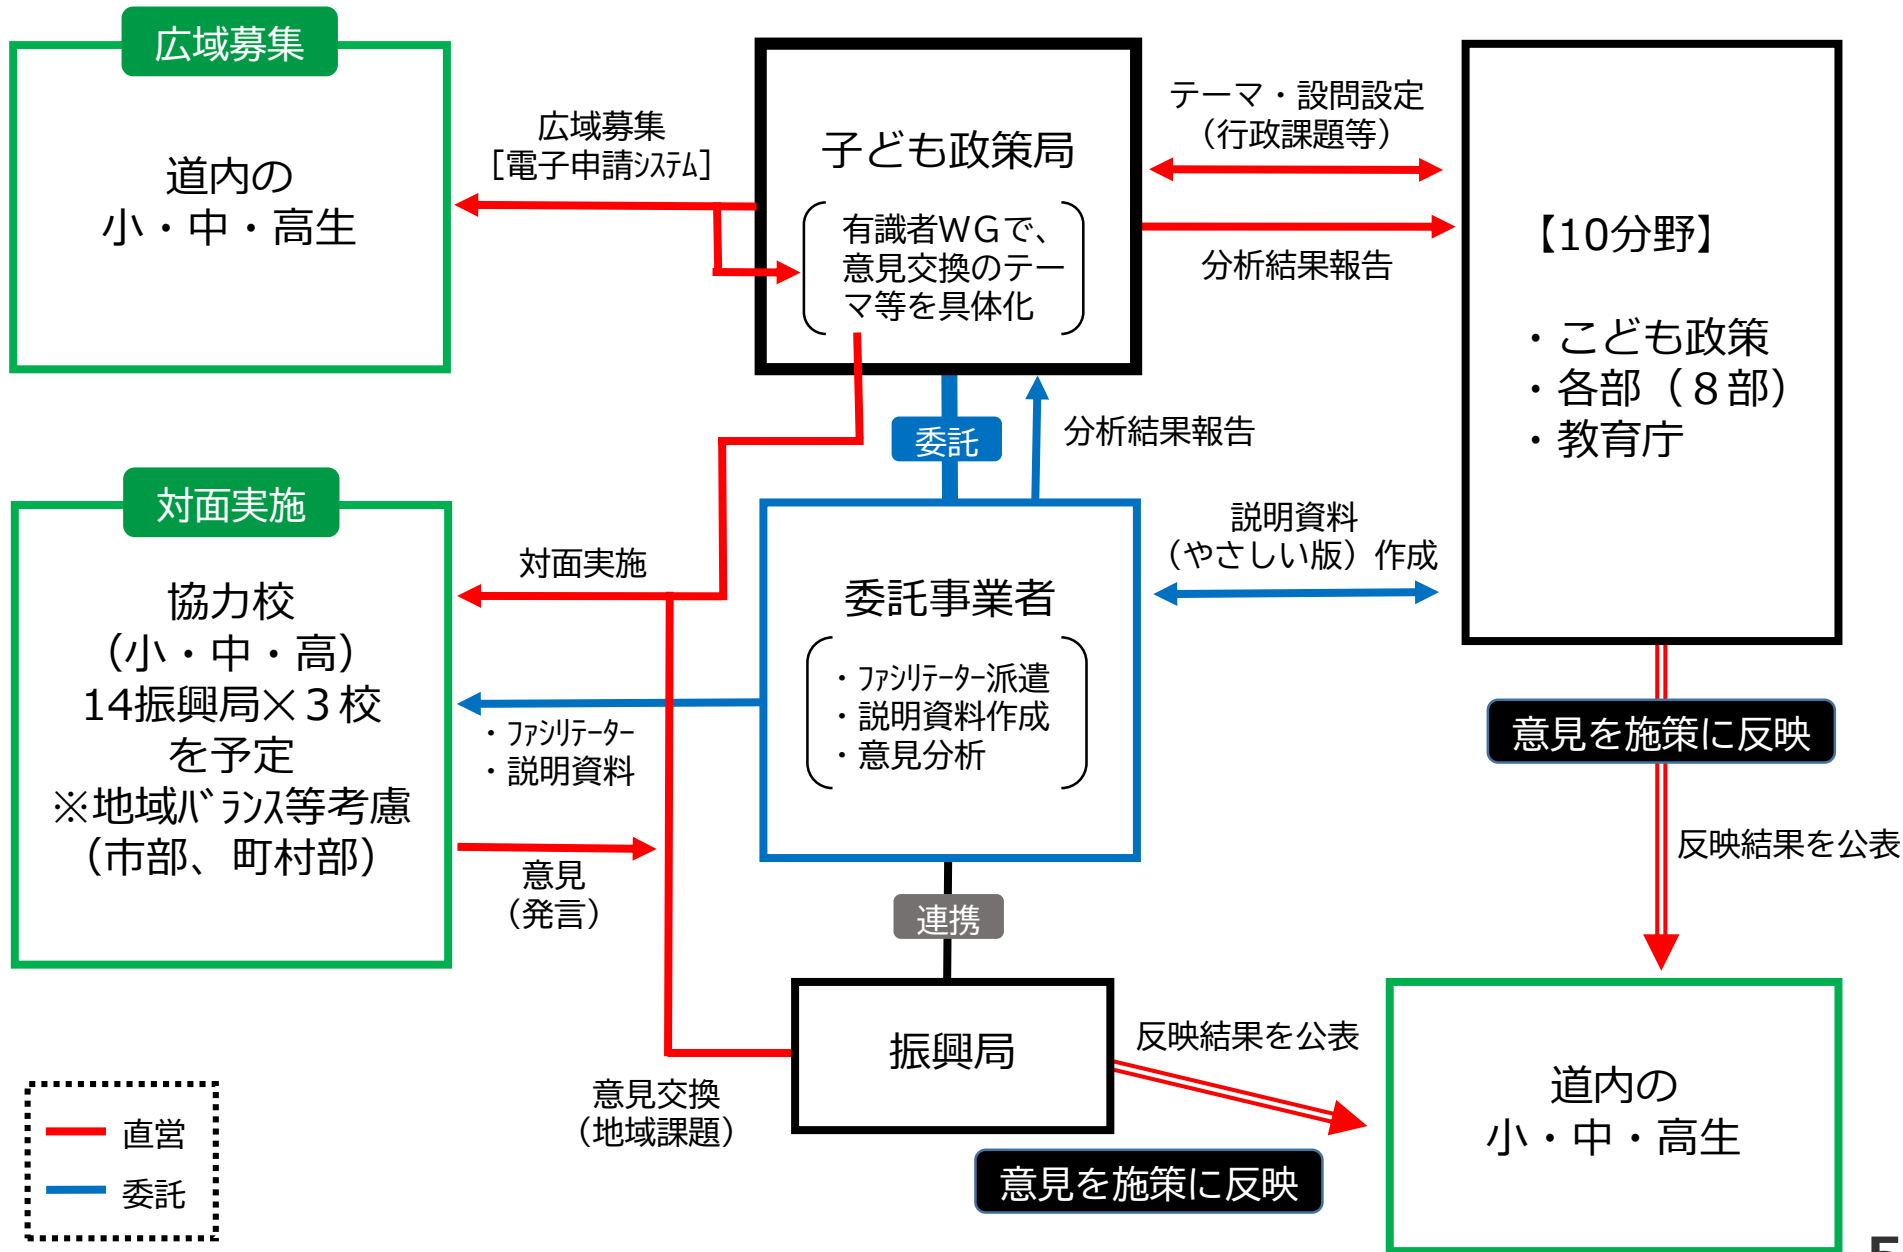 広域募集
道内の
小・中・高生
広域募集
［電子申請ｼｽﾃﾑ］
子ども政策局
有識者ＷＧで、
意見交換のテー
マ等を具体化
テーマ・設問設定
（行政課題等）
分析結果報告
【10分野】
・こども政策
・各部（８部）
・教育庁
委託
分析結果報告
対面実施
協力校
（小・中・高）
14振興局×３校
を予定
※地域ﾊﾞﾗﾝｽ等考慮
（市部、町村部）
対面実施
・ﾌｧｼﾘﾃｰﾀｰ
・説明資料
意見
（発言）
委託事業者
・ﾌｧｼﾘﾃｰﾀｰ派遣
・説明資料作成
・意見分析
説明資料
（やさしい版）作成
意見を施策に反映
反映結果を公表
連携
振興局
意見交換
（地域課題）
反映結果を公表
意見を施策に反映
道内の
小・中・高生
直営
委託